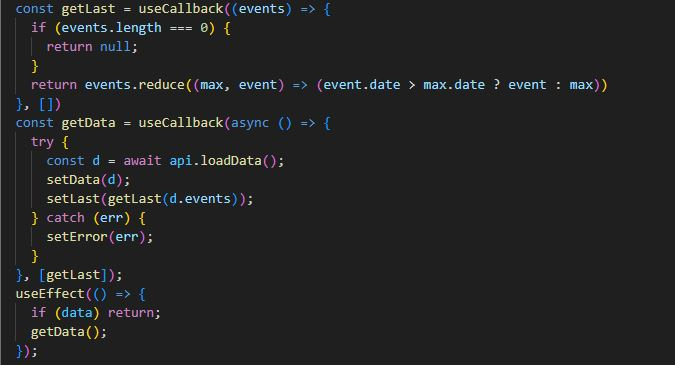 const getLast = useCallback((events) => {
  if (events.length === 0) {
    return null;
  }
  return events.reduce((max, event) => (event.date > max.date ? event : max))
}, [])
const getData = useCallback(async () => {
  try {
    const d = await api.loadData();
    setData(d);
    setLast(getLast(d.events));
  } catch (err) {
    setError(err);
  }
}, [getLast]);
useEffect(() => {
  if (data) return;
  getData();
});